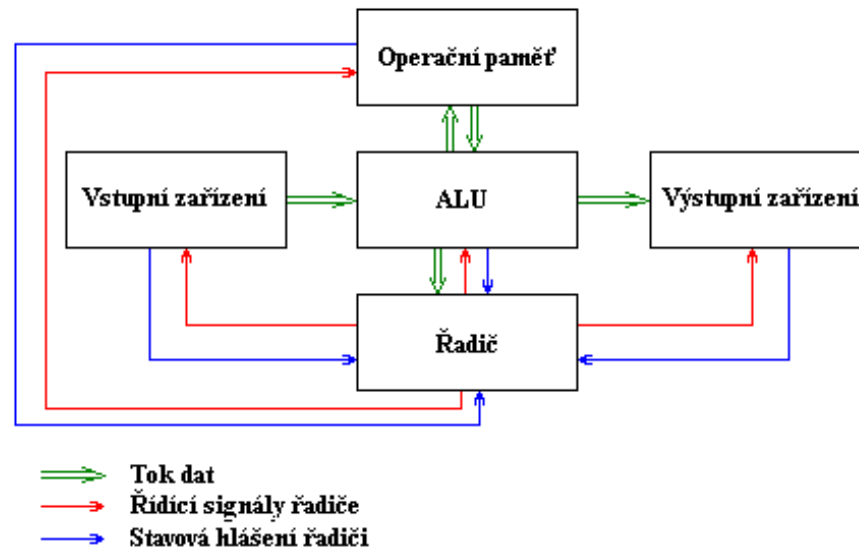 Operační paměť
Vstupní zařízení
ALU
Výstupní zařízení
Řadič
Tok dat
Řídící signály řadiče
Stavová hlášení řadiči